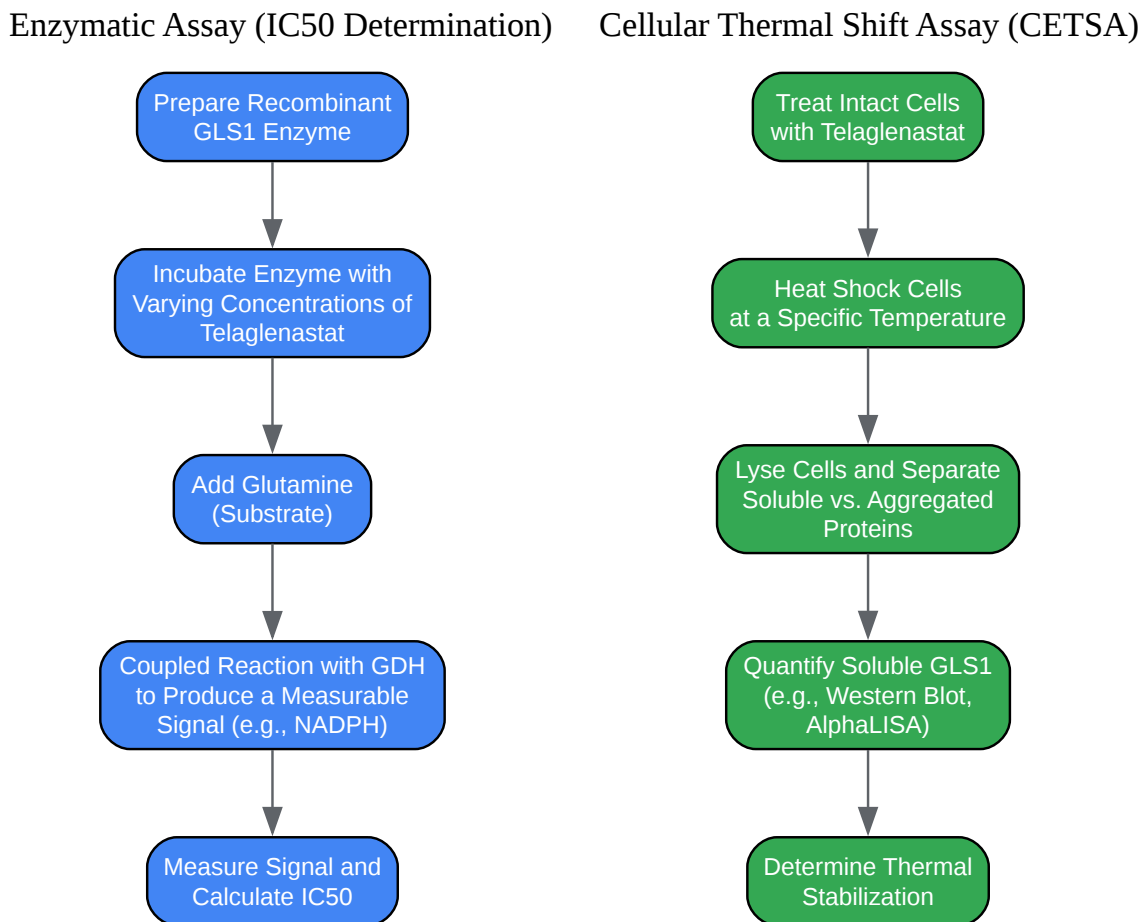 Enzymatic Assay (IC50 Determination)
Prepare Recombinant
GLS1 Enzyme
Incubate Enzyme with
Varying Concentrations of
Telaglenastat
Add Glutamine
(Substrate)
Coupled Reaction with GDH
to Produce a Measurable
Signal (e.g., NADPH)
Measure Signal and
Calculate IC50
Cellular Thermal Shift Assay (CETSA)
Treat Intact Cells
with Telaglenastat
Heat Shock Cells
at a Specific Temperature
Lyse Cells and Separate
Soluble vs. Aggregated
Proteins
Quantify Soluble GLS1
(e.g., Western Blot,
AlphaLISA)
Determine Thermal
Stabilization